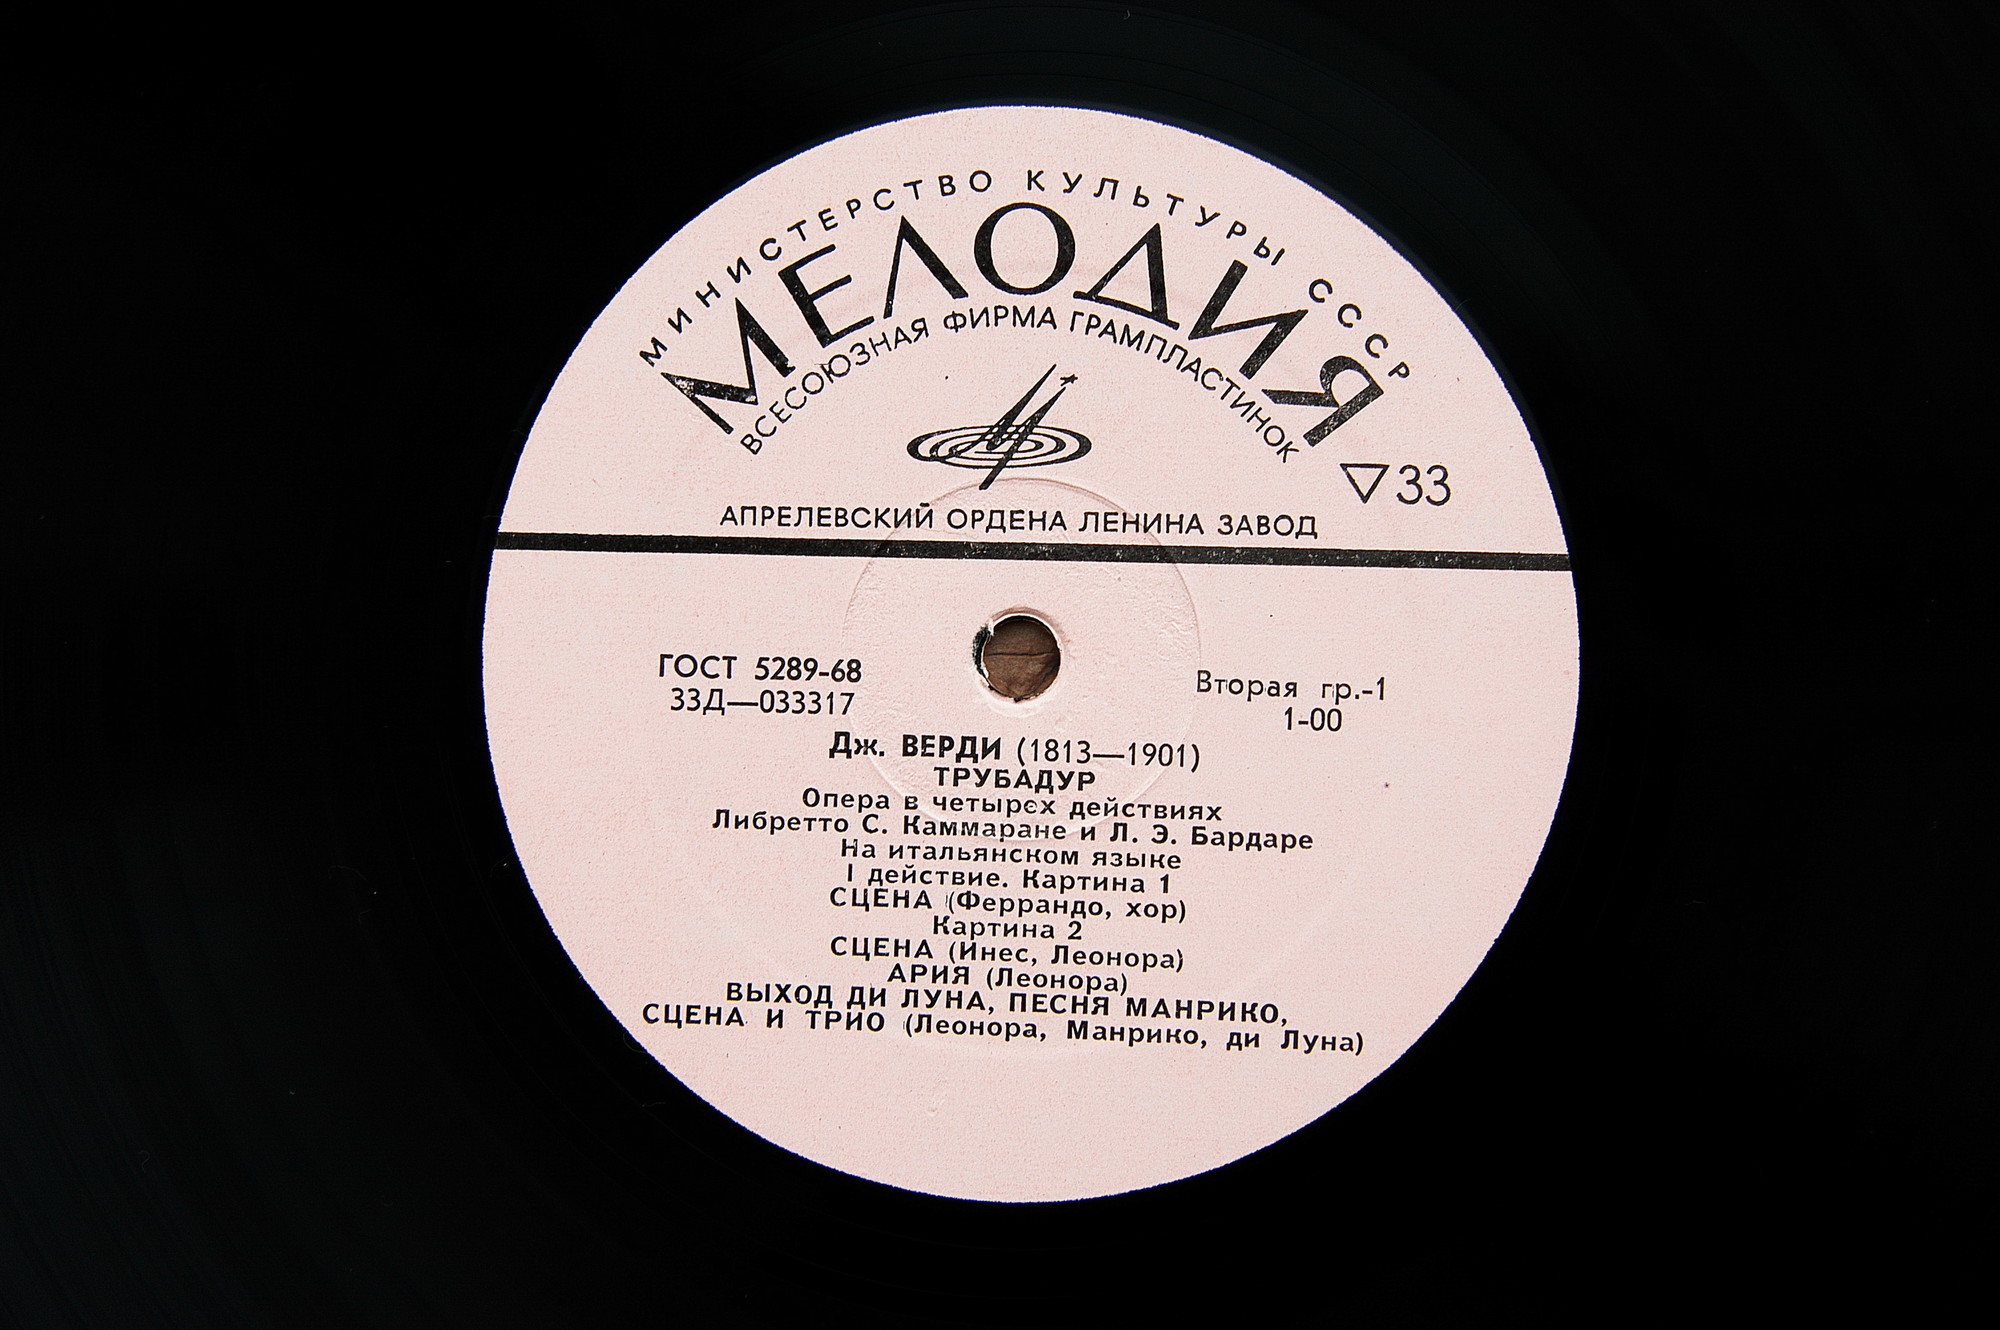 МИНИСТЕРСТВО КУЛЬТУРЫ СССР
МЕЛОДИЯ
ВСЕСОЮЗНАЯ ФИРМА ГРАМПЛАСТИНОК
▽33
АПРЕЛЕВСКИЙ ОРДЕНА ЛЕНИНА ЗАВОД
ГОСТ 5289-68
33Д—033317
Вторая гр.-1
1-00
Дж. ВЕРДИ (1813—1901)
ТРУБАДУР
Опера в четырех действиях
Либретто С. Каммаране и Л. Э. Бардаре
На итальянском языке
I действие. Картина 1
СЦЕНА (Феррандо, хор)
Картина 2
СЦЕНА (Инес, Леонора)
АРИЯ (Леонора)
ВЫХОД ДИ ЛУНА, ПЕСНЯ МАНРИКО,
СЦЕНА И ТРИО (Леонора, Манрико, ди Луна)